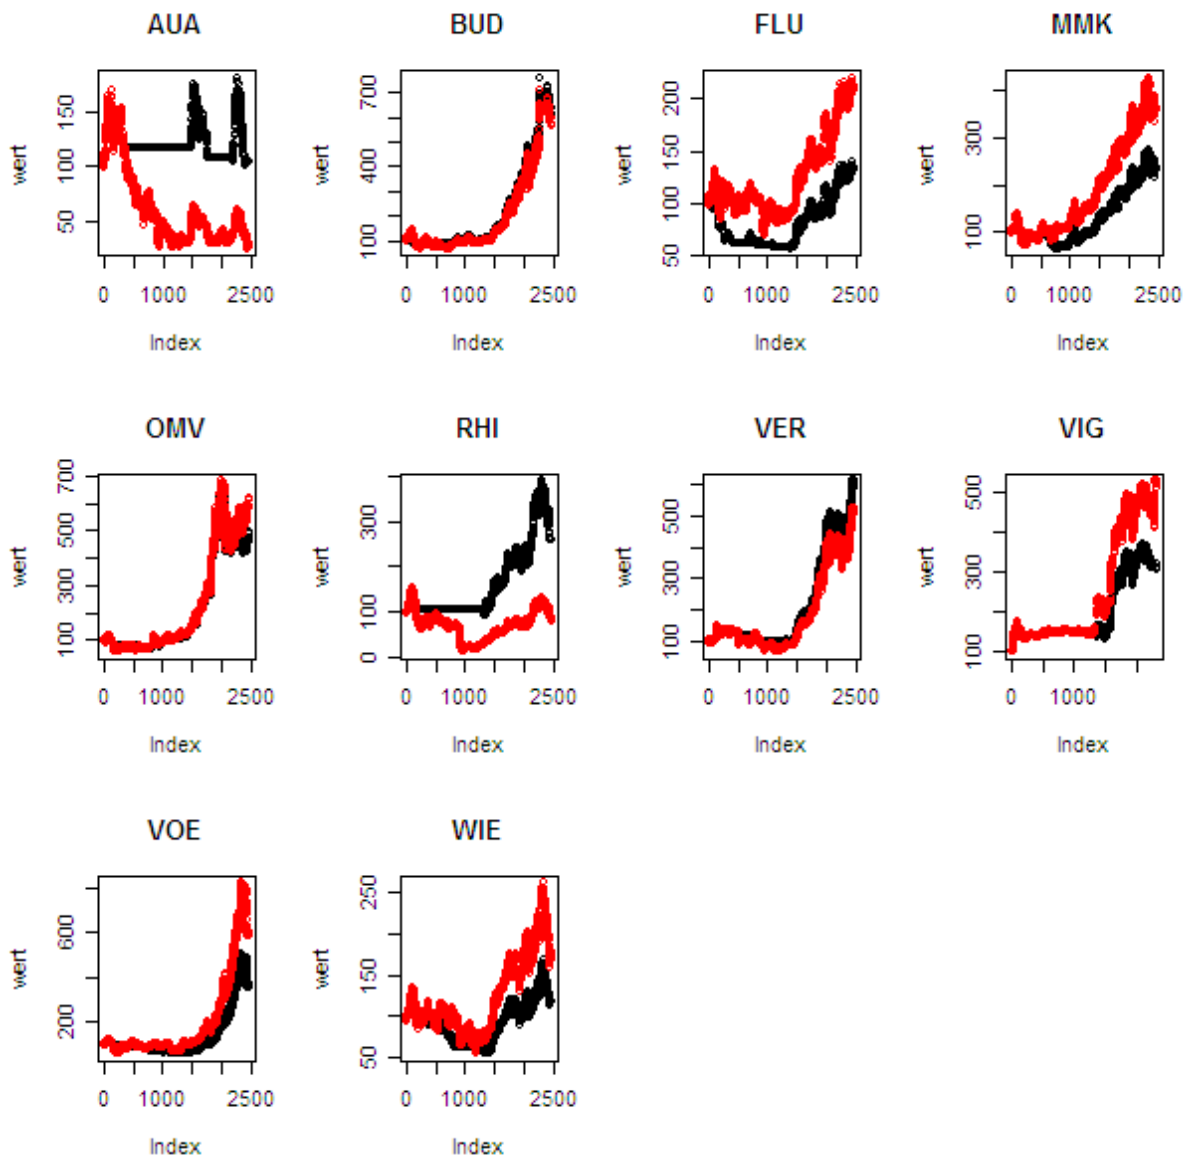 AUA
wert
50 100 150
0 1000 2500
Index
BUD
wert
100 400 700
0 1000 2500
Index
FLU
wert
50 100 150 200
0 1000 2500
Index
MMK
wert
100 300
0 1000 2500
Index
OMV
wert
100 300 500 700
0 1000 2500
Index
RHI
wert
0 100 300
0 1000 2500
Index
VER
wert
100 300 500
0 1000 2500
Index
VIG
wert
100 300 500
0 1000
Index
VOE
wert
200 600
0 1000 2500
Index
WIE
wert
50 150 250
0 1000 2500
Index